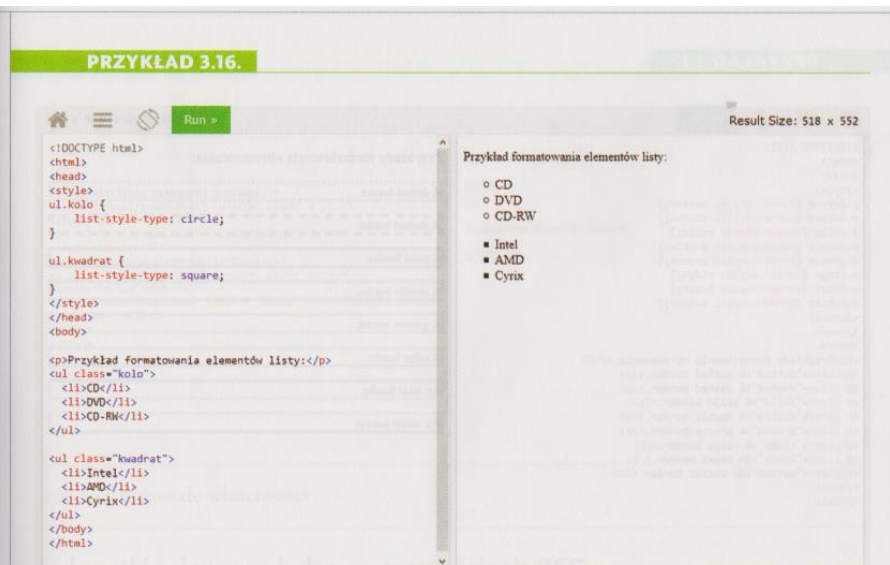 PRZYKŁAD 3.16.
Run »
Result Size: 518 x 552
<!DOCTYPE html>
<html>
<head>
<style>
ul.kolo {
    list-style-type: circle;
}

ul.kwadrat {
    list-style-type: square;
}
</style>
</head>
<body>

<p>Przykład formatowania elementów listy:</p>
<ul class="kolo">
  <li>CD</li>
  <li>DVD</li>
  <li>CD-RW</li>
</ul>

<ul class="kwadrat">
  <li>Intel</li>
  <li>AMD</li>
  <li>Cyrix</li>
</ul>
</body>
</html>
Przykład formatowania elementów listy:
CD
DVD
CD-RW
Intel
AMD
Cyrix